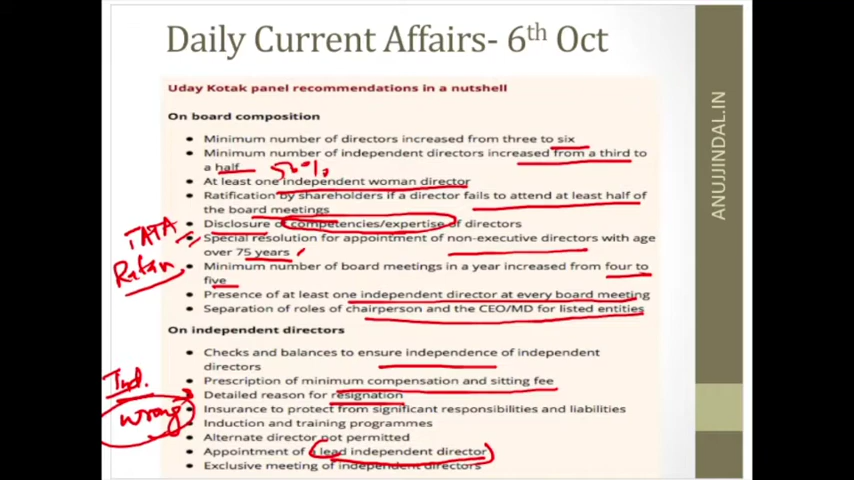 Daily Current Affairs- 6th Oct
Uday Kotak panel recommendations in a nutshell
On board composition
Minimum number of directors increased from three to six
Minimum number of independent directors increased from a third to
a half 50%
At least one independent woman director
Ratification by shareholders if a director fails to attend at least half of
the board meetings
Disclosure of competencies/expertise of directors
TATA
Special resolution for appointment of non-executive directors with age
over 75 years
Ratan
Minimum number of board meetings in a year increased from four to
five
Presence of at least one independent director at every board meeting
Separation of roles of chairperson and the CEO/MD for listed entities
On independent directors
Checks and balances to ensure independence of independent
directors
Ind.
Prescription of minimum compensation and sitting fee
Detailed reason for resignation
wrong
Insurance to protect from significant responsibilities and liabilities
Induction and training programmes
Alternate director not permitted
Appointment of a lead independent director
Exclusive meeting of independent directors
ANUJJINDAL.IN